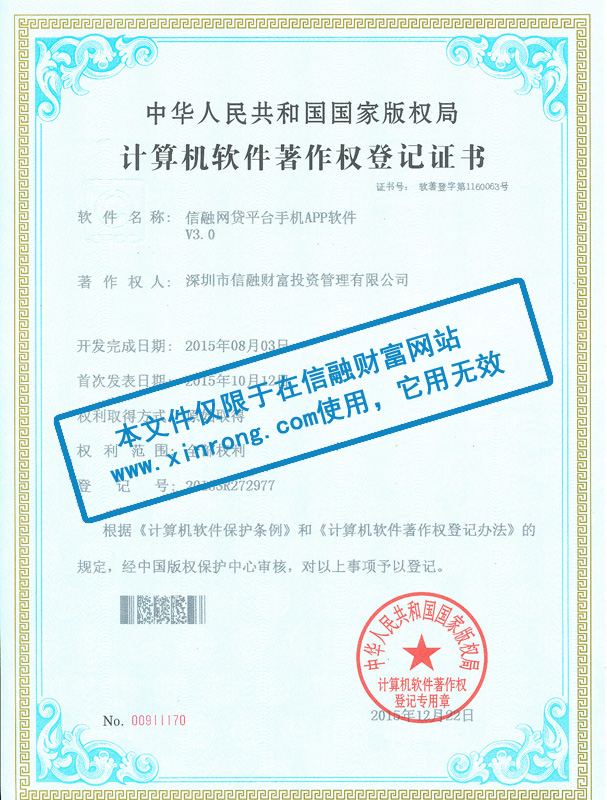 中华人民共和国国家版权局
计算机软件著作权登记证书
证书号: 软著登字第1160063号
软件名称: 信融网贷平台手机APP软件
V3.0
著作权人: 深圳市信融财富投资管理有限公司
开发完成日期: 2015年08月03日
首次发表日期: 2015年10月12日
权利取得方式: 原始取得
权利范围: 全部权利
登记号: 2015SR272977
本文件仅限于在信融财富网站
www.xinrong.com使用，它用无效
根据《计算机软件保护条例》和《计算机软件著作权登记办法》的
规定，经中国版权保护中心审核，对以上事项予以登记。
中华人民共和国国家版权局
计算机软件著作权
登记专用章
2015年12月22日
No. 00911170